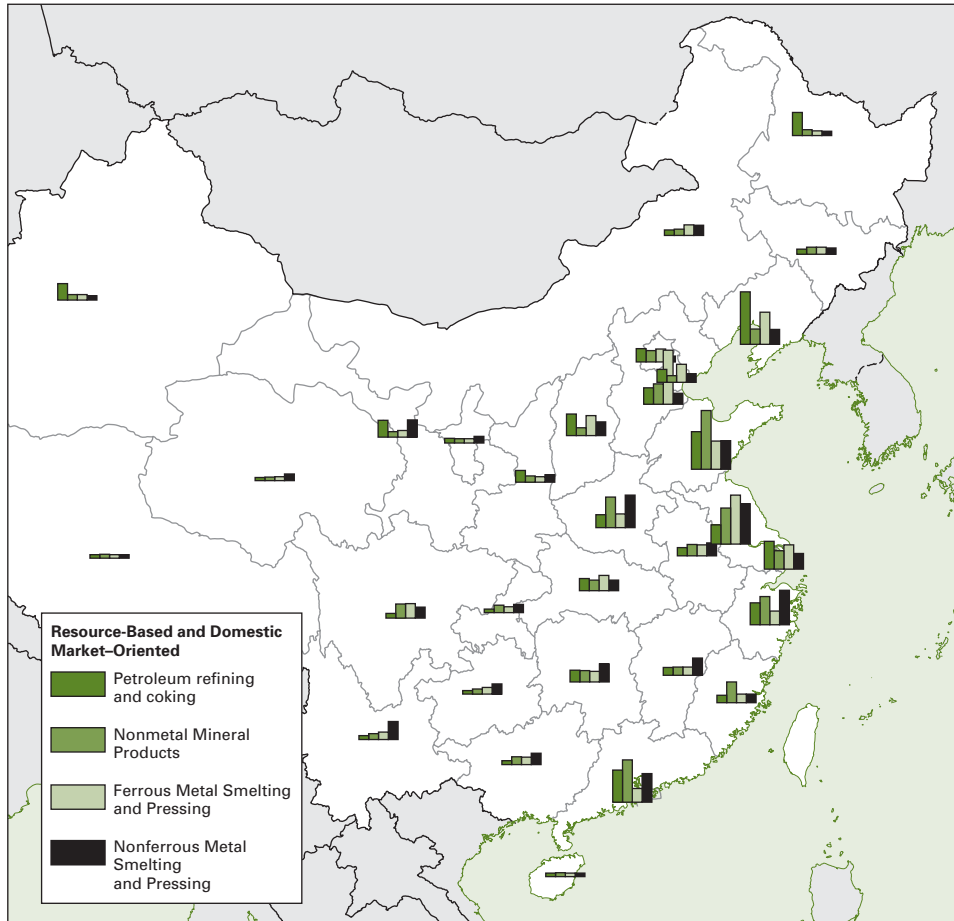 Resource-Based and Domestic
Market–Oriented
Petroleum refining
and coking
Nonmetal Mineral
Products
Ferrous Metal Smelting
and Pressing
Nonferrous Metal
Smelting
and Pressing